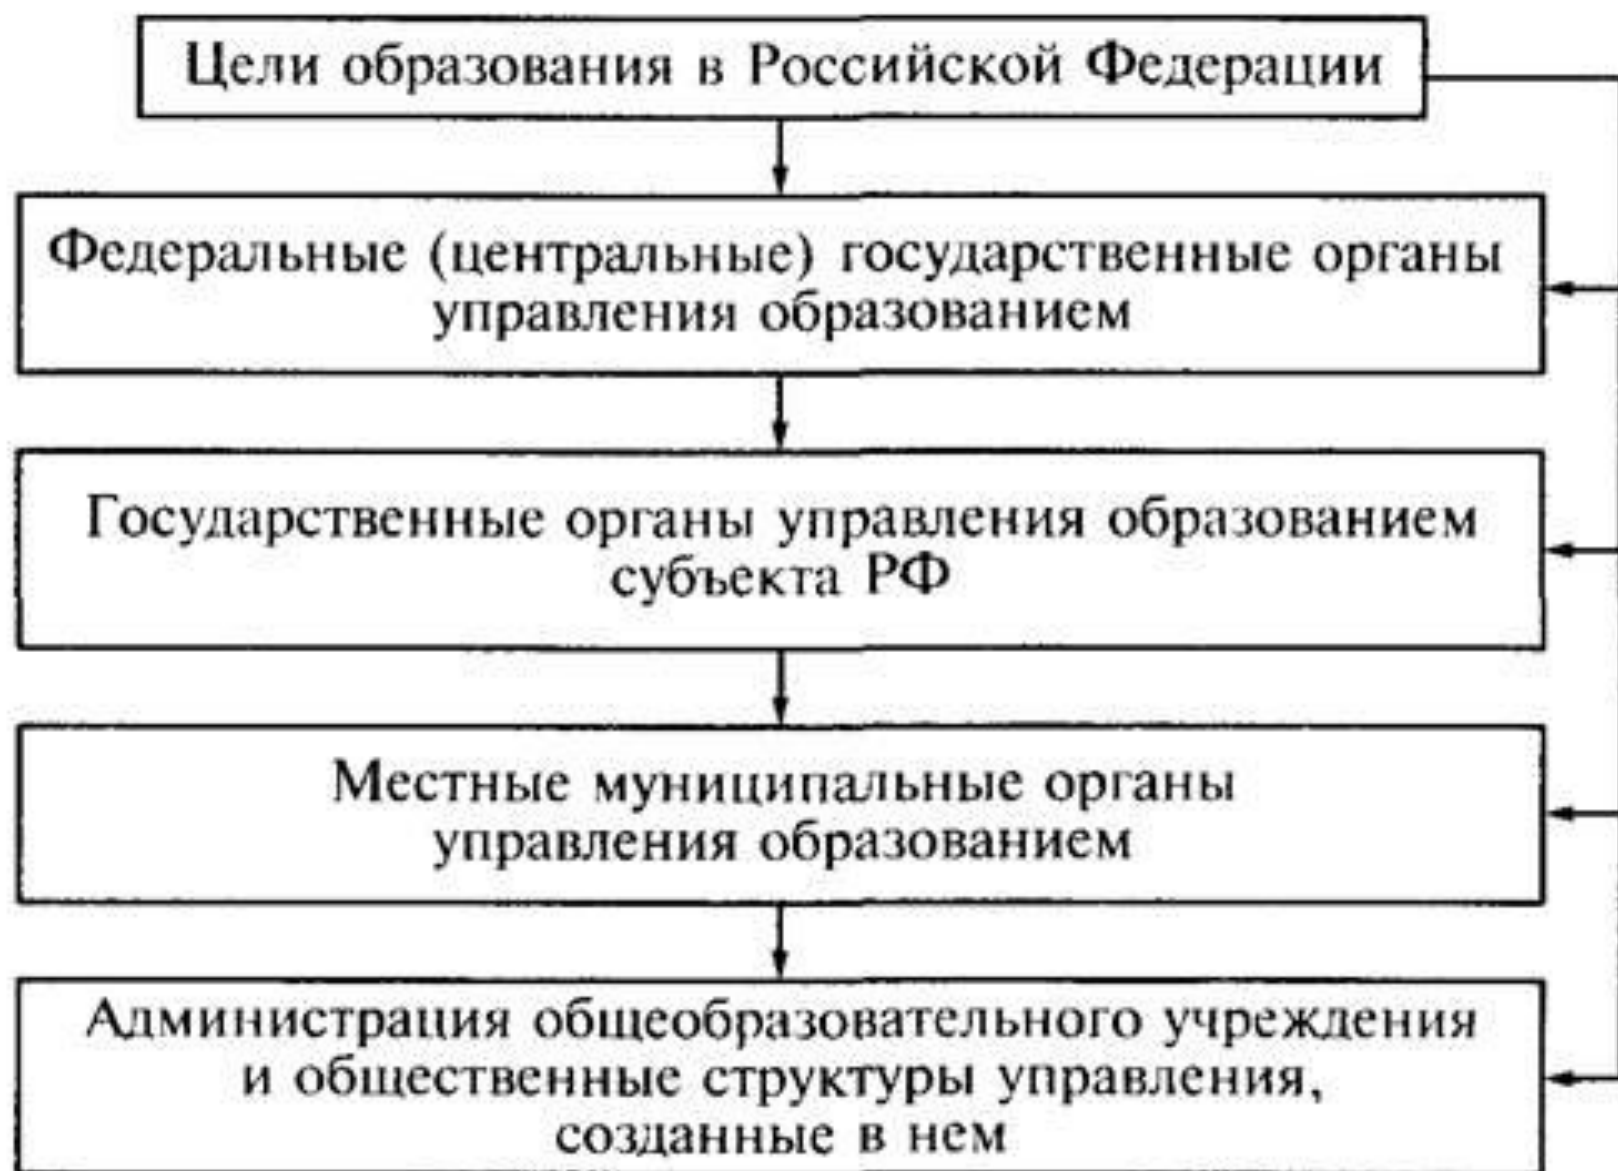 Цели образования в Российской Федерации
Федеральные (центральные) государственные органы
управления образованием
Государственные органы управления образованием
субъекта РФ
Местные муниципальные органы
управления образованием
Администрация общеобразовательного учреждения
и общественные структуры управления,
созданные в нем